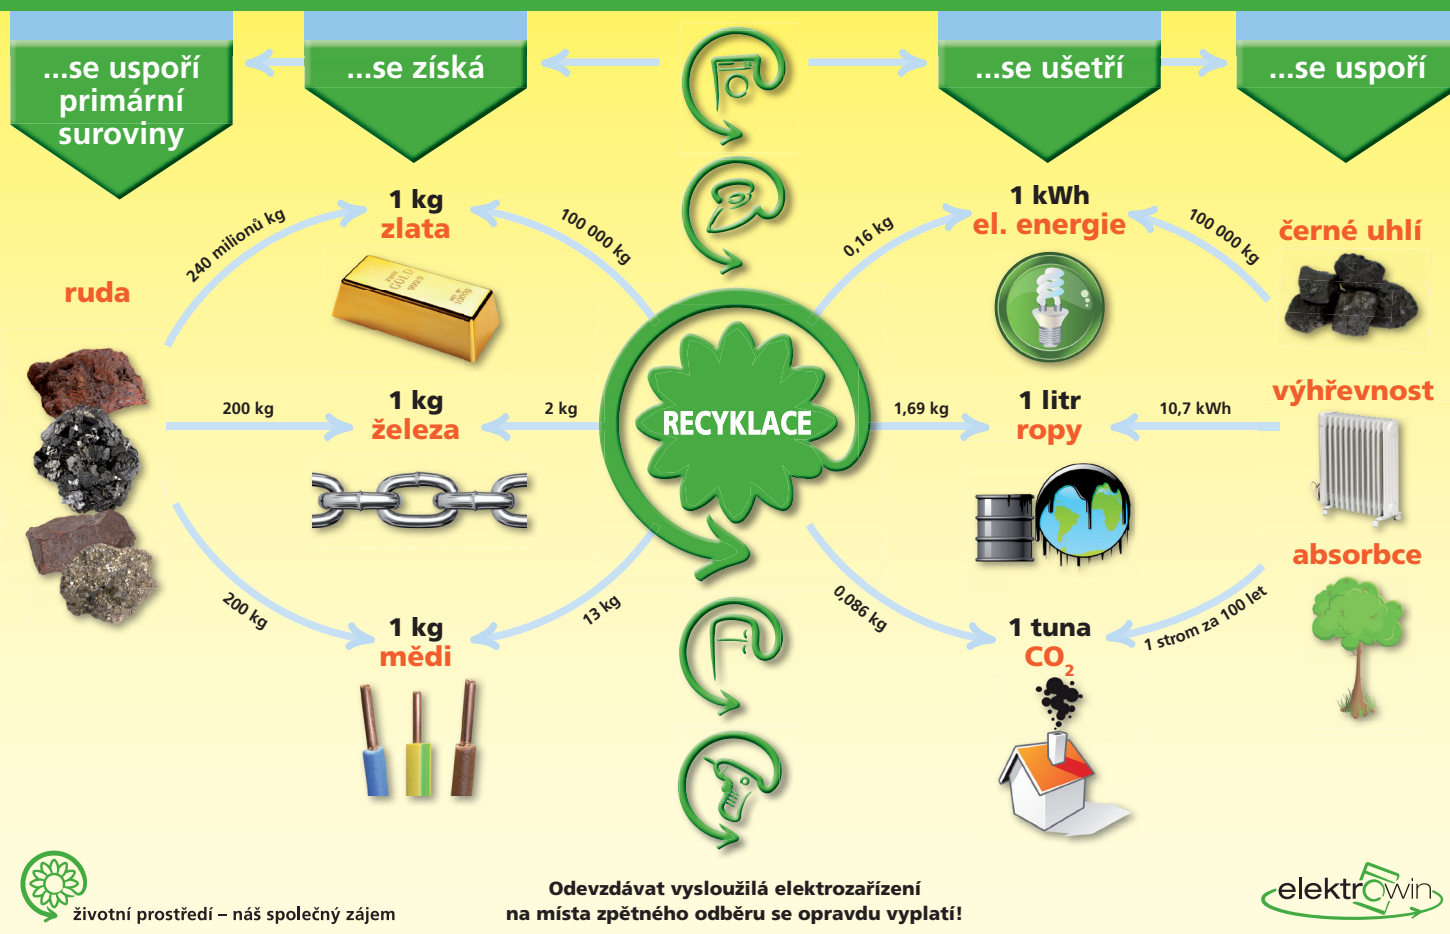 ...se uspoří
primární
suroviny
...se získá
...se ušetří
...se uspoří
ruda
240 milionů kg
200 kg
200 kg
1 kg
zlata
GOLD
999,9
1000g
1 kg
železa
1 kg
mědi
100 000 kg
2 kg
13 kg
RECYKLACE
0,16 kg
1,69 kg
0,086 kg
1 kWh
el. energie
1 litr
ropy
1 tuna
CO₂
100 000 kg
10,7 kWh
1 strom za 100 let
černé uhlí
výhřevnost
absorbce
životní prostředí – náš společný zájem
Odevzdávat vysloužilá elektrozařízení
na místa zpětného odběru se opravdu vyplatí!
elektrowin